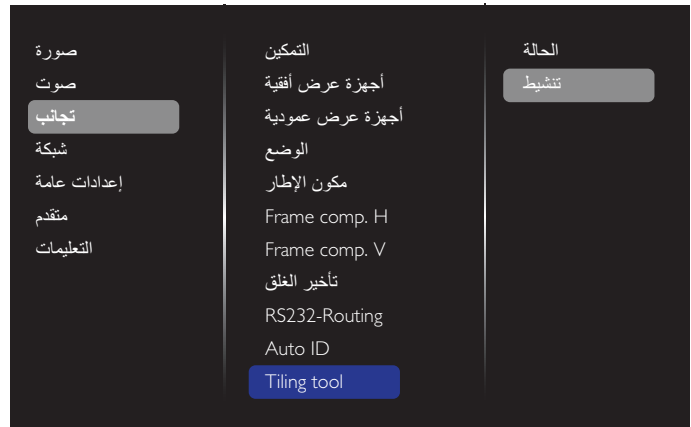 صورة
صوت
تجانب
شبكة
إعدادات عامة
متقدم
التعليمات
التمكين
أجهزة عرض أفقية
أجهزة عرض عمودية
الوضع
مكون الإطار
Frame comp. H
Frame comp. V
تأخير الغلق
RS232-Routing
Auto ID
Tiling tool
الحالة
تنشيط